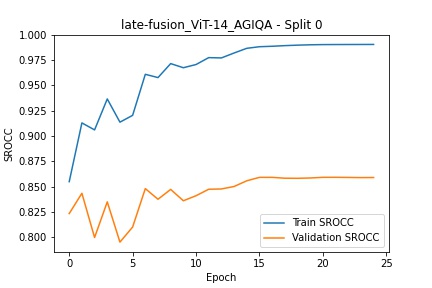 late-fusion_ViT-14_AGIQA - Split 0
1.000
0.975
0.950
0.925
0.900
0.875
0.850
0.825
0.800
SROCC
Train SROCC
Validation SROCC
0 5 10 15 20 25
Epoch